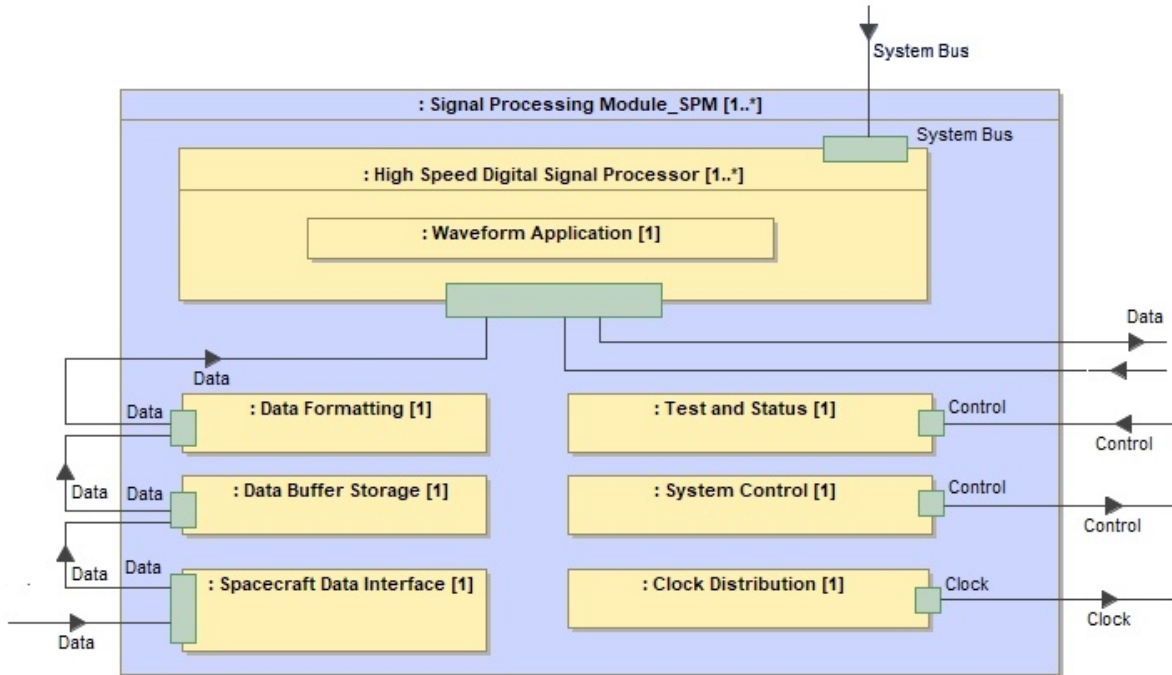 System Bus
: Signal Processing Module_SPM [1..*]
System Bus
: High Speed Digital Signal Processor [1..*]
: Waveform Application [1]
Data
Data
Data
: Data Formatting [1]
: Test and Status [1]
Control
Control
Data
Data
: Data Buffer Storage [1]
: System Control [1]
Control
Control
Data
Data
: Spacecraft Data Interface [1]
: Clock Distribution [1]
Clock
Clock
Data